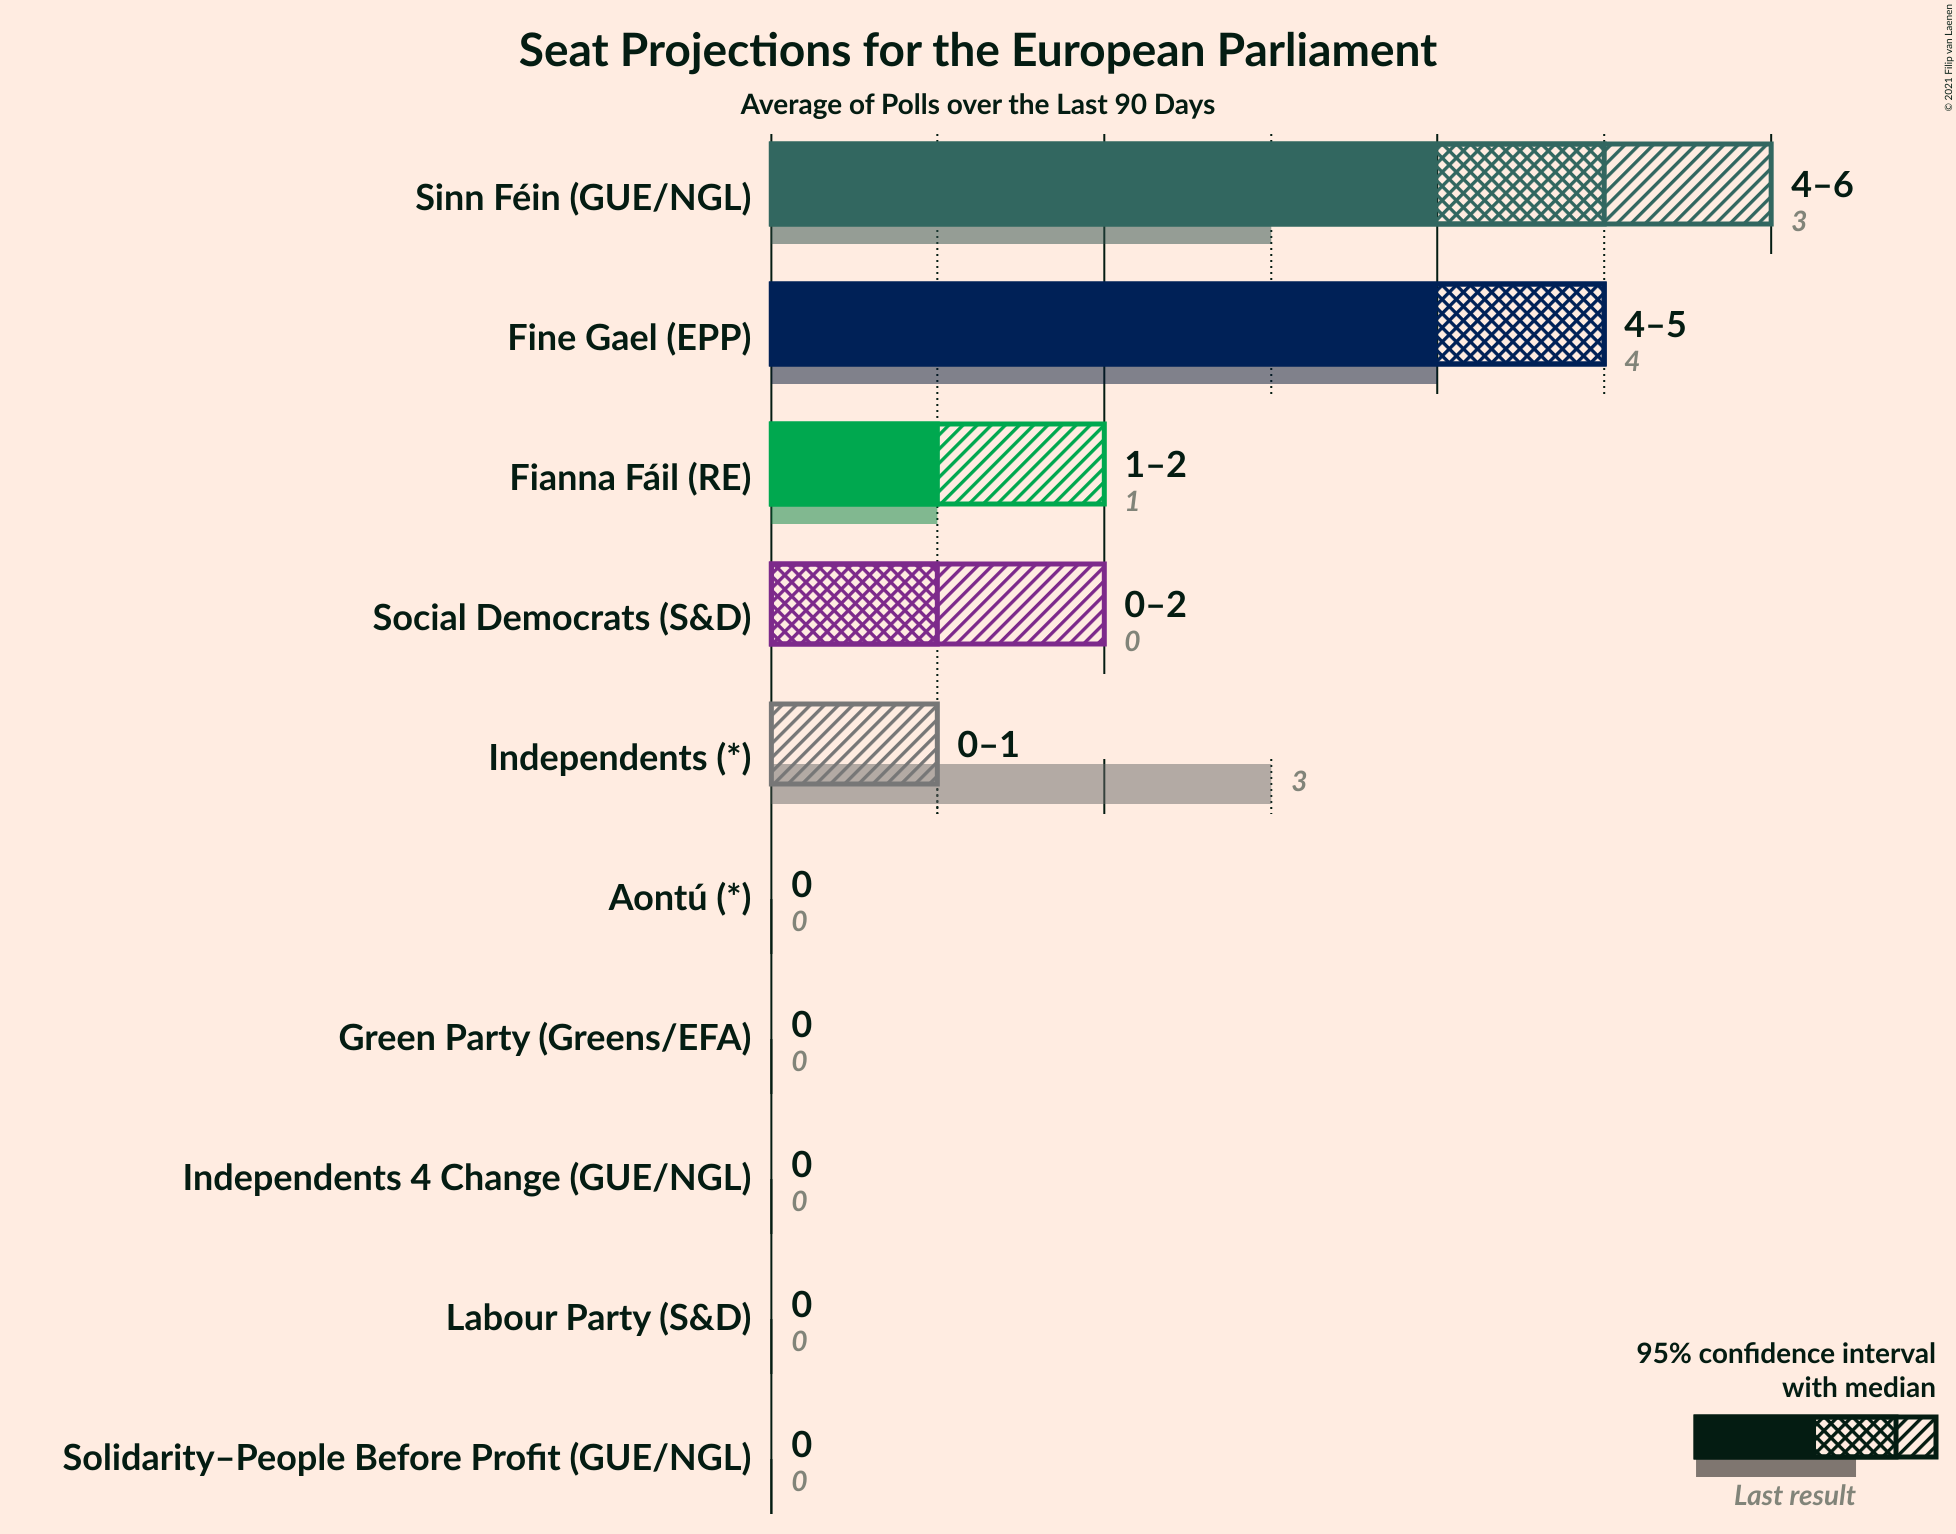 Seat Projections for the European Parliament
Average of Polls over the Last 90 Days
© 2021 Filip van Laenen
Sinn Féin (GUE/NGL)
4–6
3
Fine Gael (EPP)
4–5
4
Fianna Fáil (RE)
1–2
1
Social Democrats (S&D)
0–2
0
Independents (*)
0–1
3
Aontú (*)
0
0
Green Party (Greens/EFA)
0
0
Independents 4 Change (GUE/NGL)
0
0
Labour Party (S&D)
0
0
Solidarity–People Before Profit (GUE/NGL)
0
0
95% confidence interval
with median
Last result